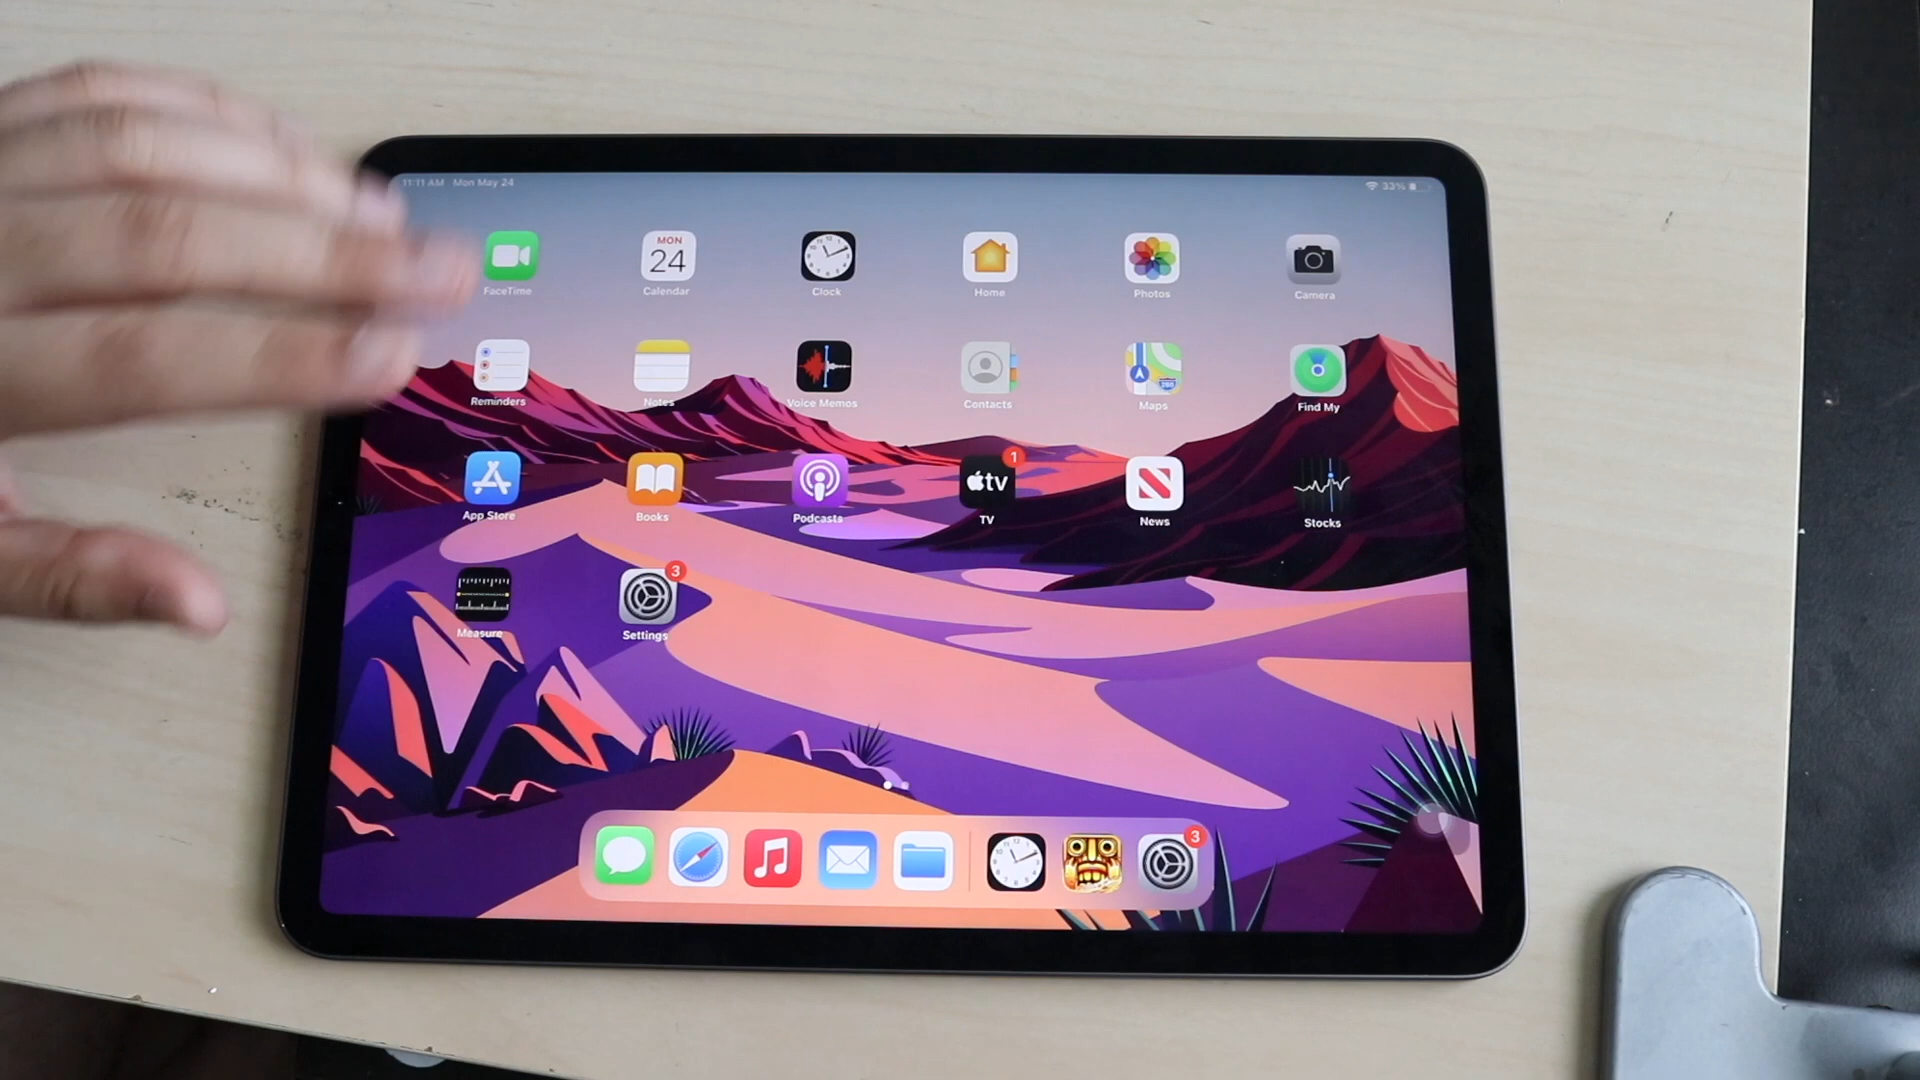 11:11 AM Mon May 24
33%
MON
24
FaceTime
Calendar
Clock
Home
Photos
Camera
280
Reminders
Notes
Voice Memos
Contacts
Maps
Find My
tv
1
App Store
Books
Podcasts
TV
News
Stocks
3
Measure
Settings
3